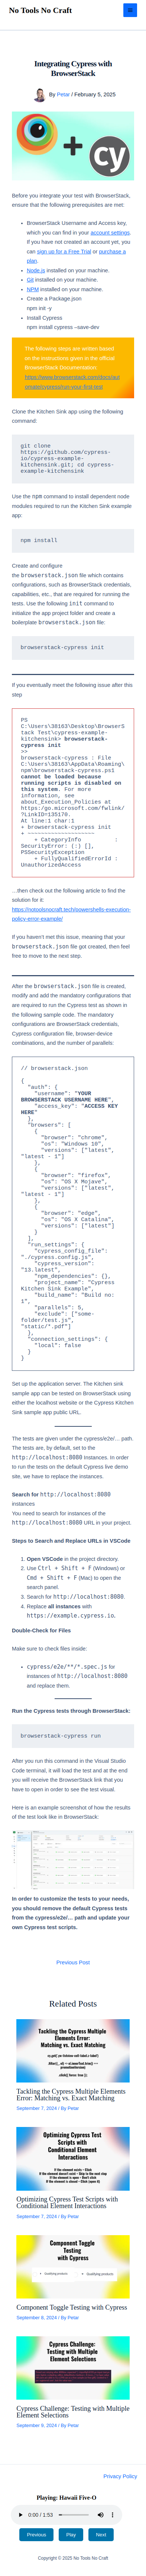 No Tools No Craft
Integrating Cypress with
BrowserStack
By Petar / February 5, 2025
cy
Before you integrate your test with BrowserStack,
ensure that the following prerequisites are met:
BrowserStack Username and Access key,
which you can find in your account settings.
If you have not created an account yet, you
can sign up for a Free Trial or purchase a
plan.
Node.js installed on your machine.
Git installed on your machine.
NPM installed on your machine.
Create a Package.json
npm init -y
Install Cypress
npm install cypress --save-dev
The following steps are written based
on the instructions given in the official
BrowserStack Documentation:
Clone the Kitchen Sink app using the following
command:
git clone
https://github.com/cypress-
io/cypress-example-
kitchensink.git; cd cypress-
example-kitchensink
Use the npm command to install dependent node
modules required to run the Kitchen Sink example
app:
npm install
Create and configure
the browserstack.json file which contains
configurations, such as BrowserStack credentials,
capabilities, etc., that are required for running
tests. Use the following init command to
initialize the app project folder and create a
boilerplate browserstack.json file:
browserstack-cypress init
If you eventually meet the following issue after this
step
PS
C:\Users\38163\Desktop\BrowserS
tack Test\cypress-example-
kitchensink> browserstack-
cypress init
>>
browserstack-cypress : File
C:\Users\38163\AppData\Roaming\
npm\browserstack-cypress.ps1
cannot be loaded because
running scripts is disabled on
this system. For more
information, see
about_Execution_Policies at
https:/go.microsoft.com/fwlink/
?LinkID=135170.
At line:1 char:1
+ browserstack-cypress init
+ ~~~~~~~~~~~~~~~~~~~~
+ CategoryInfo :
SecurityError: (:) [],
PSSecurityException
+ FullyQualifiedErrorId :
UnauthorizedAccess
…then check out the following article to find the
solution for it:
https://notoolsnocraft.tech/powershells-execution-
policy-error-example/
If you haven't met this issue, meaning that your
browserstack.json file got created, then feel
free to move to the next step.
After the browserstack.json file is created,
modify and add the mandatory configurations that
are required to run the Cypress test as shown in
the following sample code. The mandatory
configurations are BrowserStack credentials,
Cypress configuration file, browser-device
combinations, and the number of parallels:
// browserstack.json
{
"auth": {
"username": "YOUR
BROWSERSTACK USERNAME HERE",
"access_key": "ACCESS KEY
HERE"
},
"browsers": [
{
"browser": "chrome",
"os": "Windows 10",
"versions": ["latest",
"latest - 1"]
},
{
"browser": "firefox",
"os": "OS X Mojave",
"versions": ["latest",
"latest - 1"]
},
{
"browser": "edge",
"os": "OS X Catalina",
"versions": ["latest"]
}
],
"run_settings": {
"cypress_config_file":
"./cypress.config.js",
"cypress_version":
"13.latest",
"npm_dependencies": {},
"project_name": "Cypress
Kitchen Sink Example",
"build_name": "Build no:
1",
"parallels": 5,
"exclude": ["some-
folder/test.js",
"static/*.pdf"]
},
"connection_settings": {
"local": false
}
}
Set up the application server. The Kitchen sink
sample app can be tested on BrowserStack using
either the localhost website or the Cypress Kitchen
Sink sample app public URL.
The tests are given under the cypress/e2e/… path.
The tests are, by default, set to the
http://localhost:8080 instances. In order
to run the tests on the default Cypress live demo
site, we have to replace the instances.
Search for http://localhost:8080
instances
You need to search for instances of the
http://localhost:8080 URL in your project.
Steps to Search and Replace URLs in VSCode
1. Open VSCode in the project directory.
2. Use Ctrl + Shift + F (Windows) or
Cmd + Shift + F (Mac) to open the
search panel.
3. Search for http://localhost:8080.
4. Replace all instances with
https://example.cypress.io.
Double-Check for Files
Make sure to check files inside:
cypress/e2e/**/*.spec.js for
instances of http://localhost:8080
and replace them.
Run the Cypress tests through BrowserStack:
browserstack-cypress run
After you run this command in the Visual Studio
Code terminal, it will load the tests and at the end
you will receive the BrowserStack link that you
want to open in order to see the test visual.
Here is an example screenshot of how the results
of the test look like in BrowserStack:
In order to customize the tests to your needs,
you should remove the default Cypress tests
from the cypress/e2e/… path and update your
own Cypress test scripts.
Previous Post
Related Posts
Tackling the Cypress Multiple
Elements Error:
Matching vs. Exact Matching
Tackling the Cypress Multiple Elements
Error: Matching vs. Exact Matching
September 7, 2024 / By Petar
Optimizing Cypress Test
Scripts with
Conditional Element
Interactions
Optimizing Cypress Test Scripts with
Conditional Element Interactions
September 7, 2024 / By Petar
Component Toggle
Testing
with Cypress
Component Toggle Testing with Cypress
September 8, 2024 / By Petar
Cypress Challenge:
Testing with Multiple
Element Selections
Cypress Challenge: Testing with Multiple
Element Selections
September 9, 2024 / By Petar
Privacy Policy
Playing: Hawaii Five-O
0:00 / 1:53
Previous Play Next
Copyright © 2025 No Tools No Craft